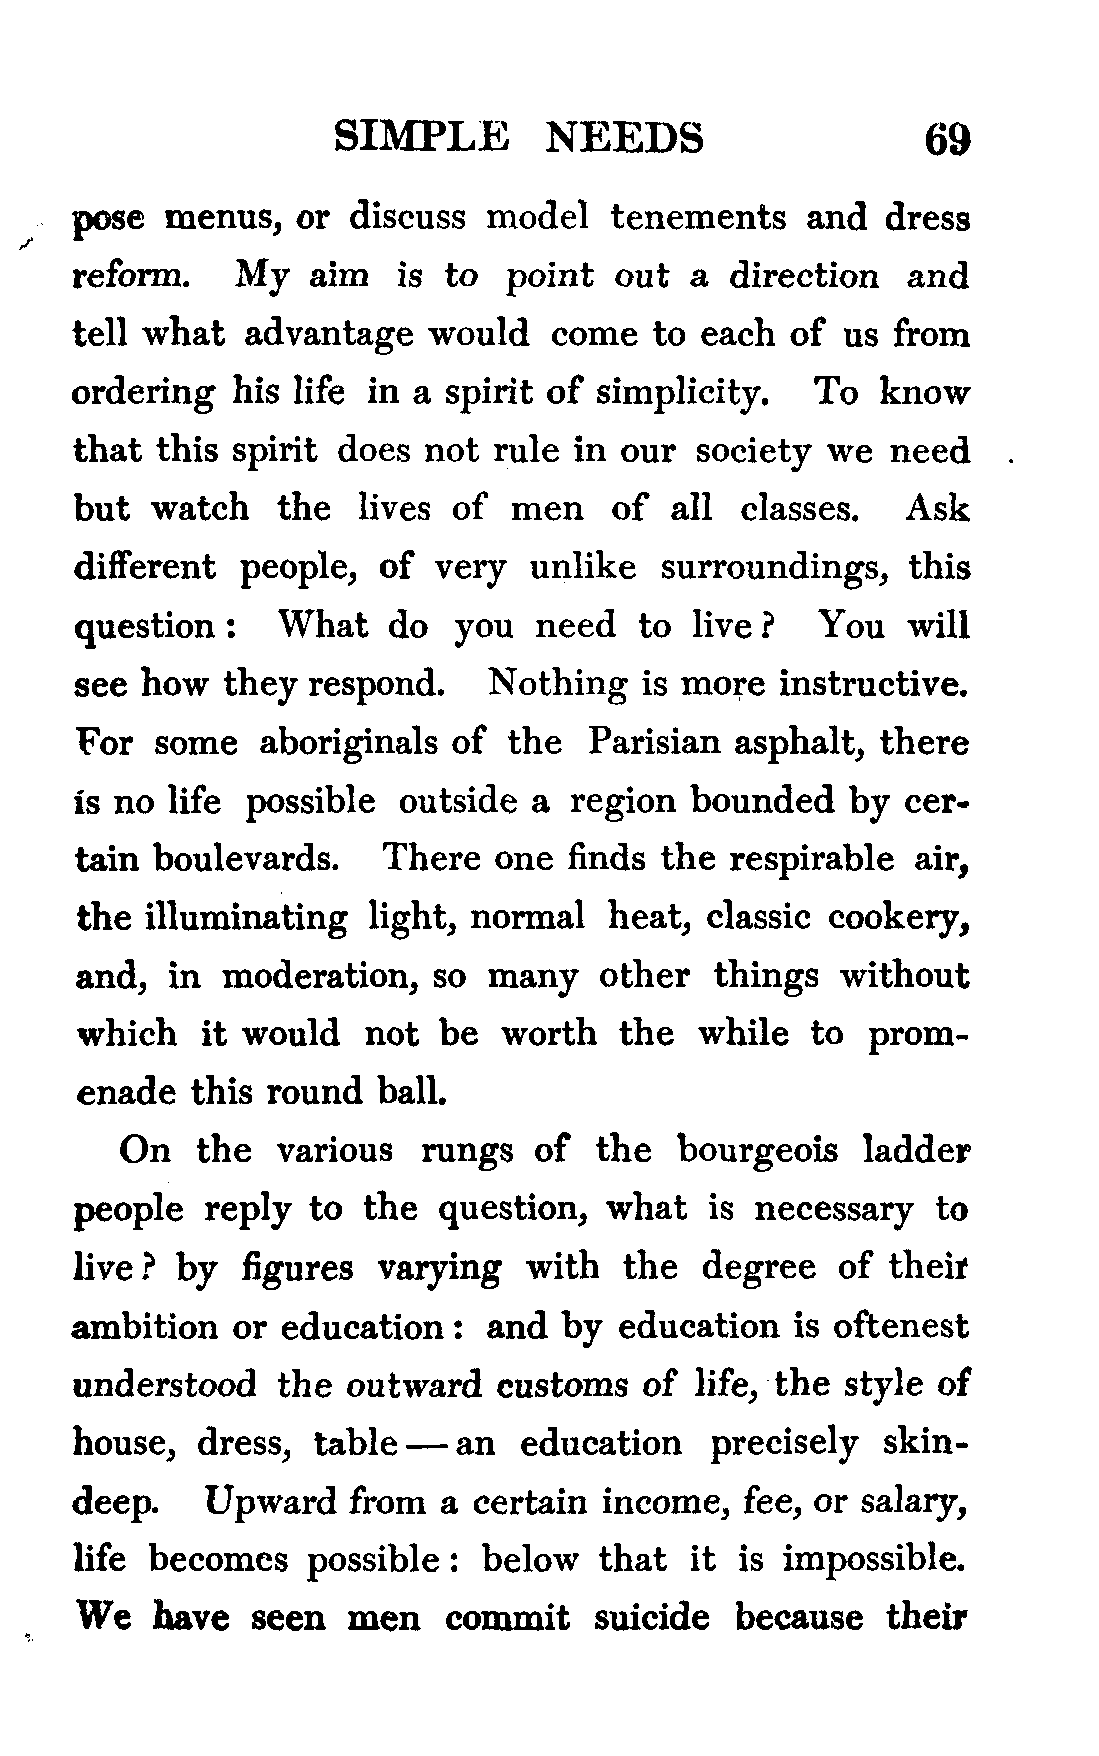 SIMPLE NEEDS 69
pose menus, or discuss model tenements and dress
reform. My aim is to point out a direction and
tell what advantage would come to each of us from
ordering his life in a spirit of simplicity. To know
that this spirit does not rule in our society we need
but watch the lives of men of all classes. Ask
different people, of very unlike surroundings, this
question : What do you need to live ? You will
see how they respond. Nothing is more instructive.
For some aboriginals of the Parisian asphalt, there
is no life possible outside a region bounded by cer-
tain boulevards. There one finds the respirable air,
the illuminating light, normal heat, classic cookery,
and, in moderation, so many other things without
which it would not be worth the while to prom-
enade this round ball.
On the various rungs of the bourgeois ladder
people reply to the question, what is necessary to
live ? by figures varying with the degree of their
ambition or education : and by education is oftenest
understood the outward customs of life, the style of
house, dress, table — an education precisely skin-
deep. Upward from a certain income, fee, or salary,
life becomes possible : below that it is impossible.
We have seen men commit suicide because their